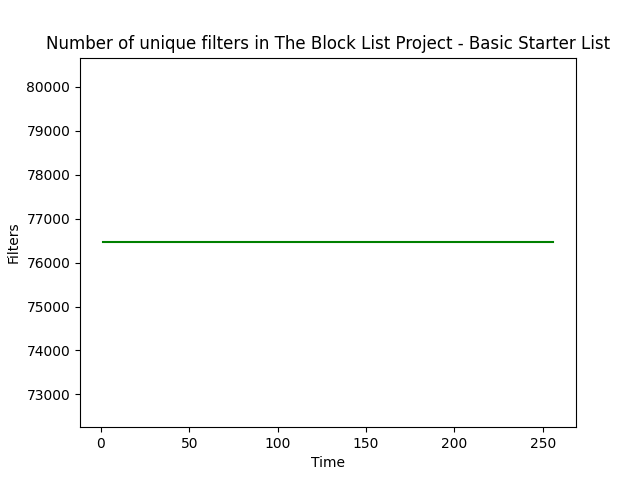 Number of unique filters in The Block List Project - Basic Starter List
80000
79000
78000
77000
76000
75000
74000
73000
Filters
0 50 100 150 200 250
Time